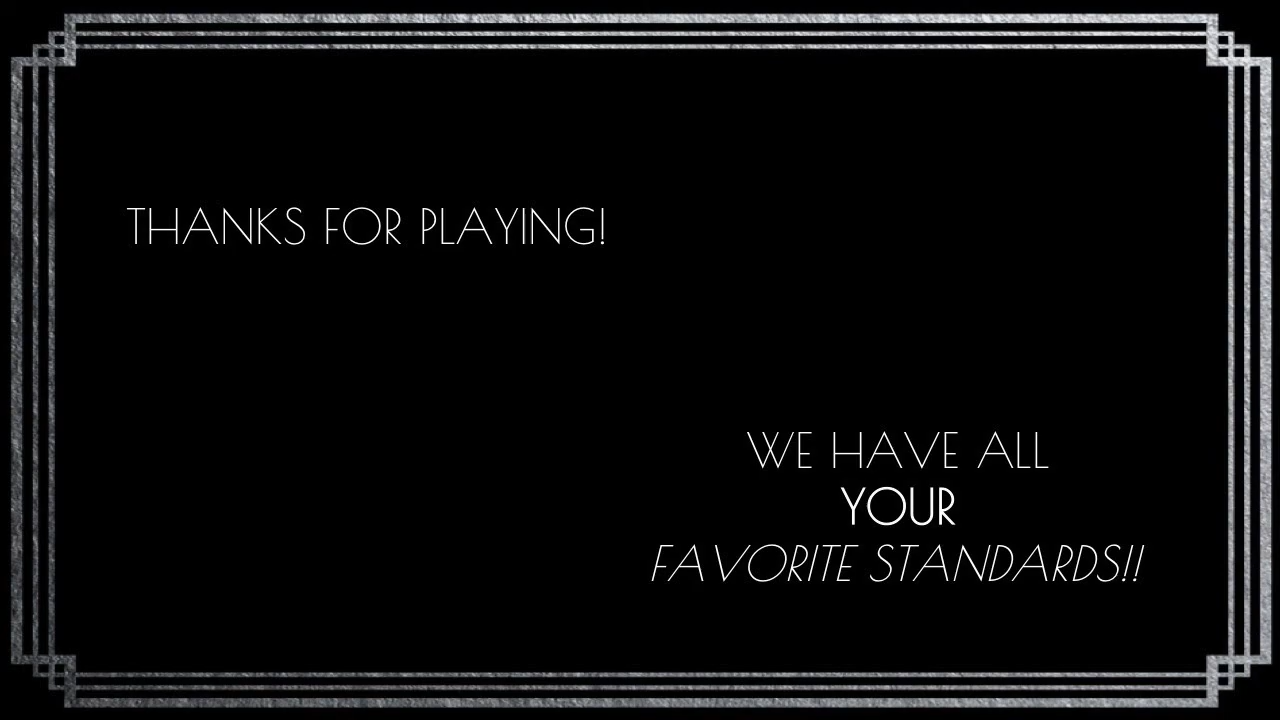 THANKS FOR PLAYING!
WE HAVE ALL
YOUR
FAVORITE STANDARDS!!